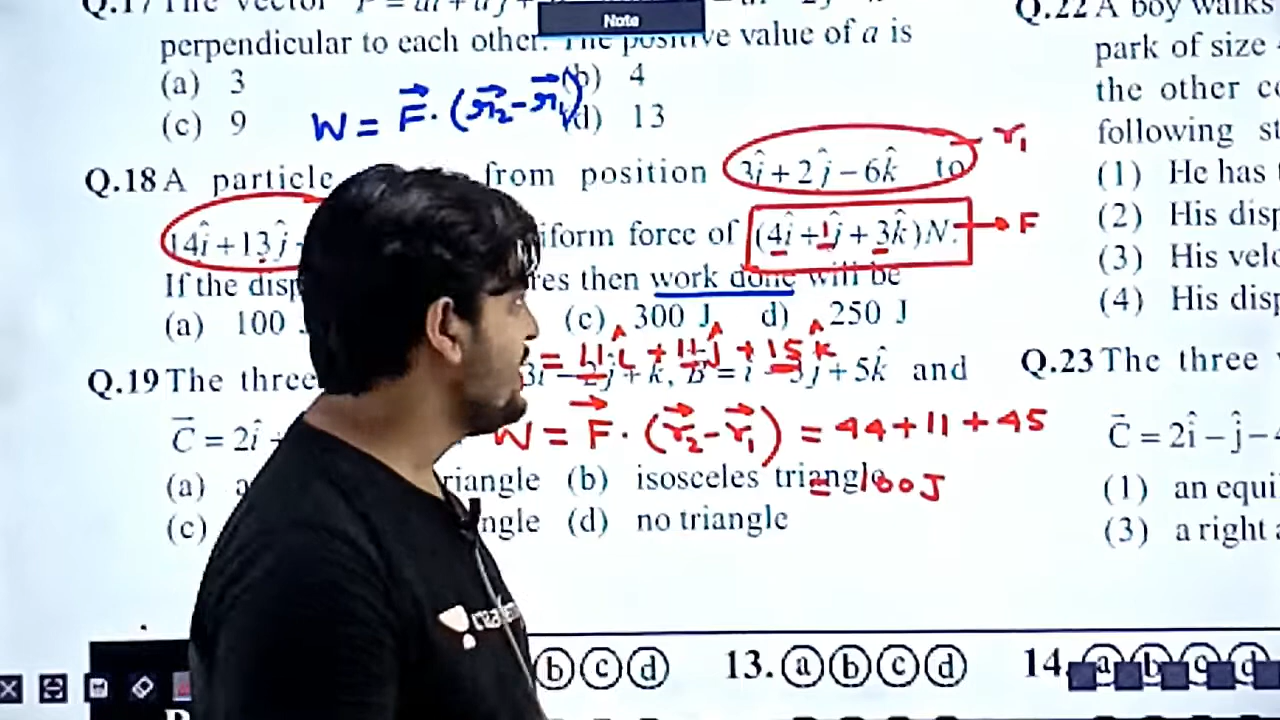 Q.17 The vector
Note
perpendicular to each other. The positive value of a is
(a) 3 (b) 4
(c) 9 (d) 13
W = F⃗ · (r⃗₂ − r⃗₁)
Q.18 A particle from position 3î + 2ĵ − 6k̂ to
r₁
14î + 13ĵ iform force of (4î + 1ĵ + 3k̂)N.
F
If the disp res then work done will be
(a) 100 (c) 300 J d) 250 J
= 11î + 11ĵ + 15k̂
Q.19 The three 3î − 2ĵ + k̂, B = î − 3ĵ + 5k̂ and
C̅ = 2î +
W = F⃗ · (r⃗₂ − r⃗₁) = 44 + 11 + 45
= 100 J
(a) a riangle (b) isosceles triangle
(c) ngle (d) no triangle
b c d 13. a b c d 14. a b c d
Q.22 A boy walks
park of size
the other
following
(1) He has
(2) His disp
(3) His velo
(4) His disp
Q.23 The three
C̅ = 2î − ĵ −
(1) an equi
(3) a right